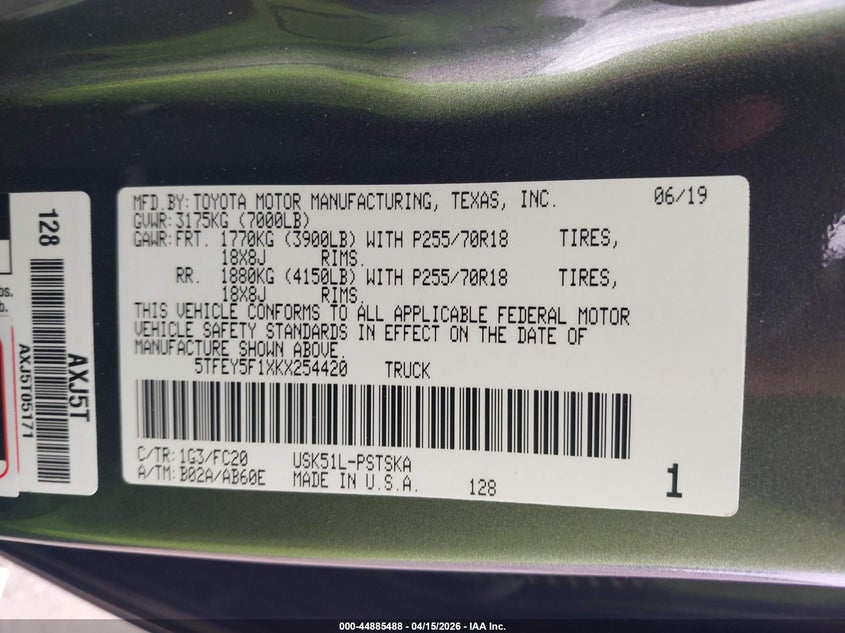 MFD.BY: TOYOTA MOTOR MANUFACTURING, TEXAS, INC. 06/19
GVWR: 3175KG (7000LB)
GAWR: FRT. 1770KG (3900LB) WITH P255/70R18 TIRES,
18X8J RIMS.
RR. 1880KG (4150LB) WITH P255/70R18 TIRES,
18X8J RIMS.
THIS VEHICLE CONFORMS TO ALL APPLICABLE FEDERAL MOTOR
VEHICLE SAFETY STANDARDS IN EFFECT ON THE DATE OF
MANUFACTURE SHOWN ABOVE.
5TFEY5F1XKX254420 TRUCK
C/TR: 1G3/FC20 USK51L-PSTSKA
A/TM: B02A/AB60E MADE IN U.S.A. 128 1
128
AXJ5T
AXJ5T05171
bs.
b.
000-44885488 - 04/15/2026 - IAA Inc.